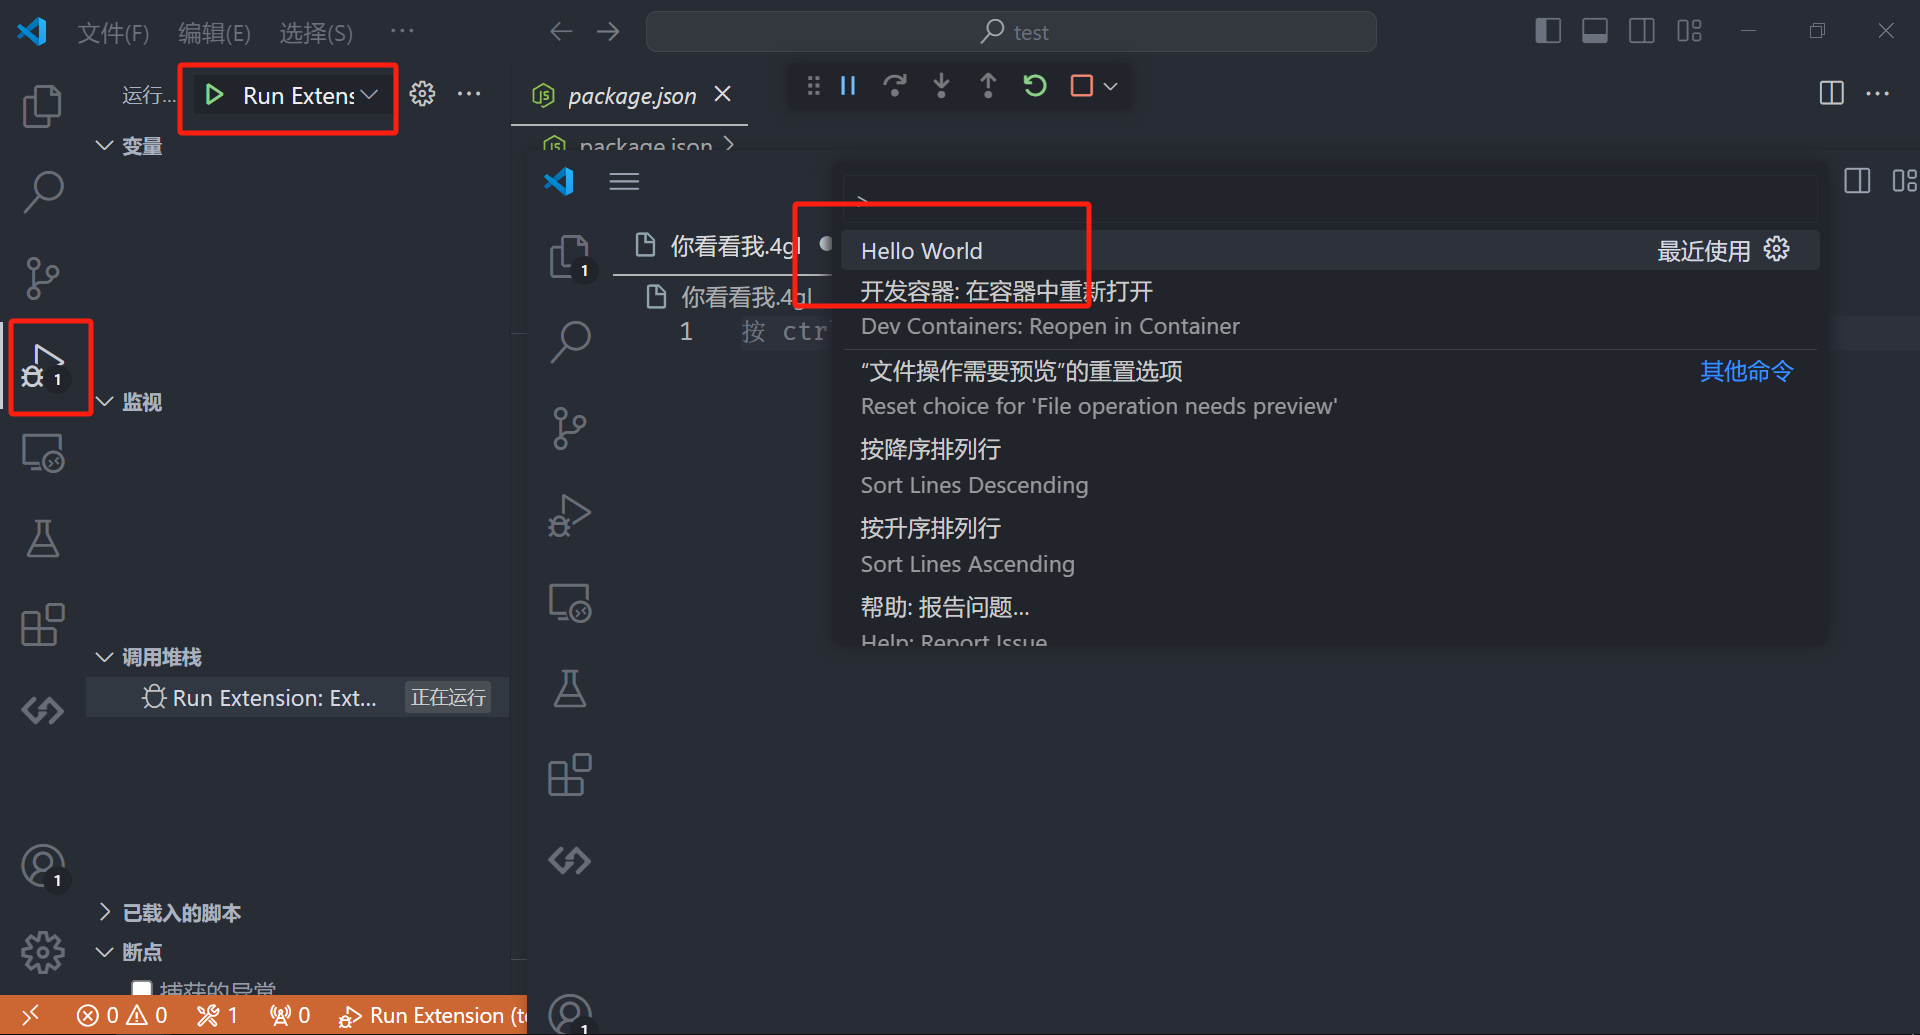 文件(F) 编辑(E) 选择(S) ···
test
运行... Run Extens
package.json
变量
package.json
>
你看看我.4gl
Hello World 最近使用
你看看我.4gl
开发容器: 在容器中重新打开
Dev Containers: Reopen in Container
1 按 ctr
“文件操作需要预览”的重置选项 其他命令
Reset choice for 'File operation needs preview'
1
1
监视
按降序排列行
Sort Lines Descending
按升序排列行
Sort Lines Ascending
帮助: 报告问题...
Help: Report Issue
调用堆栈
Run Extension: Ext... 正在运行
1
已载入的脚本
断点
捕获的异常
0 0 1 0 Run Extension (te
1